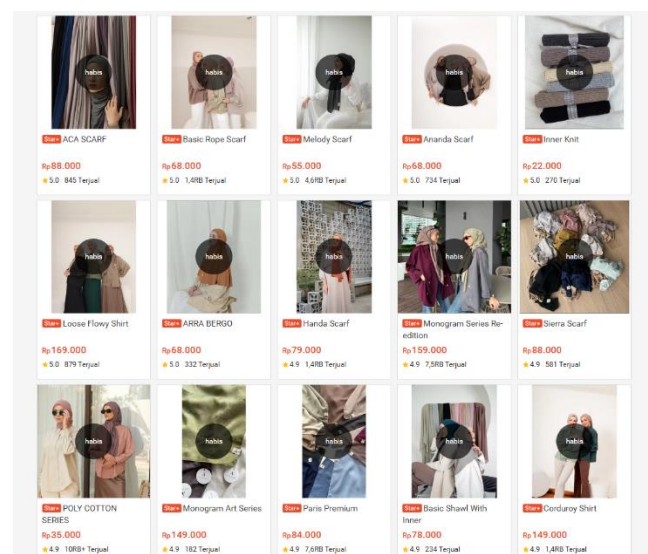 habis
habis
habis
habis
habis
Star+ ACA SCARF
Rp88.000
5.0 845 Terjual
Star+ Basic Rope Scarf
Rp68.000
5.0 1,4RB Terjual
Star+ Melody Scarf
Rp55.000
5.0 4,6RB Terjual
Star+ Ananda Scarf
Rp68.000
5.0 734 Terjual
Star+ Inner Knit
Rp22.000
5.0 270 Terjual
habis
habis
habis
habis
habis
Star+ Loose Flowy Shirt
Rp169.000
5.0 879 Terjual
Star+ ARRA BERGO
Rp68.000
5.0 332 Terjual
Star+ Handa Scarf
Rp79.000
4.9 1,4RB Terjual
Star+ Monogram Series Re-
edition
Rp159.000
4.9 7,5RB Terjual
Star+ Sierra Scarf
Rp88.000
4.9 581 Terjual
habis
habis
habis
habis
habis
Star+ POLY COTTON
SERIES
Rp35.000
4.9 10RB+ Terjual
Star+ Monogram Art Series
Rp149.000
4.9 182 Terjual
Star+ Paris Premium
Rp84.000
4.9 7,6RB Terjual
Star+ Basic Shawl With
Inner
Rp78.000
4.9 234 Terjual
Star+ Corduroy Shirt
Rp149.000
4.9 1,4RB Terjual